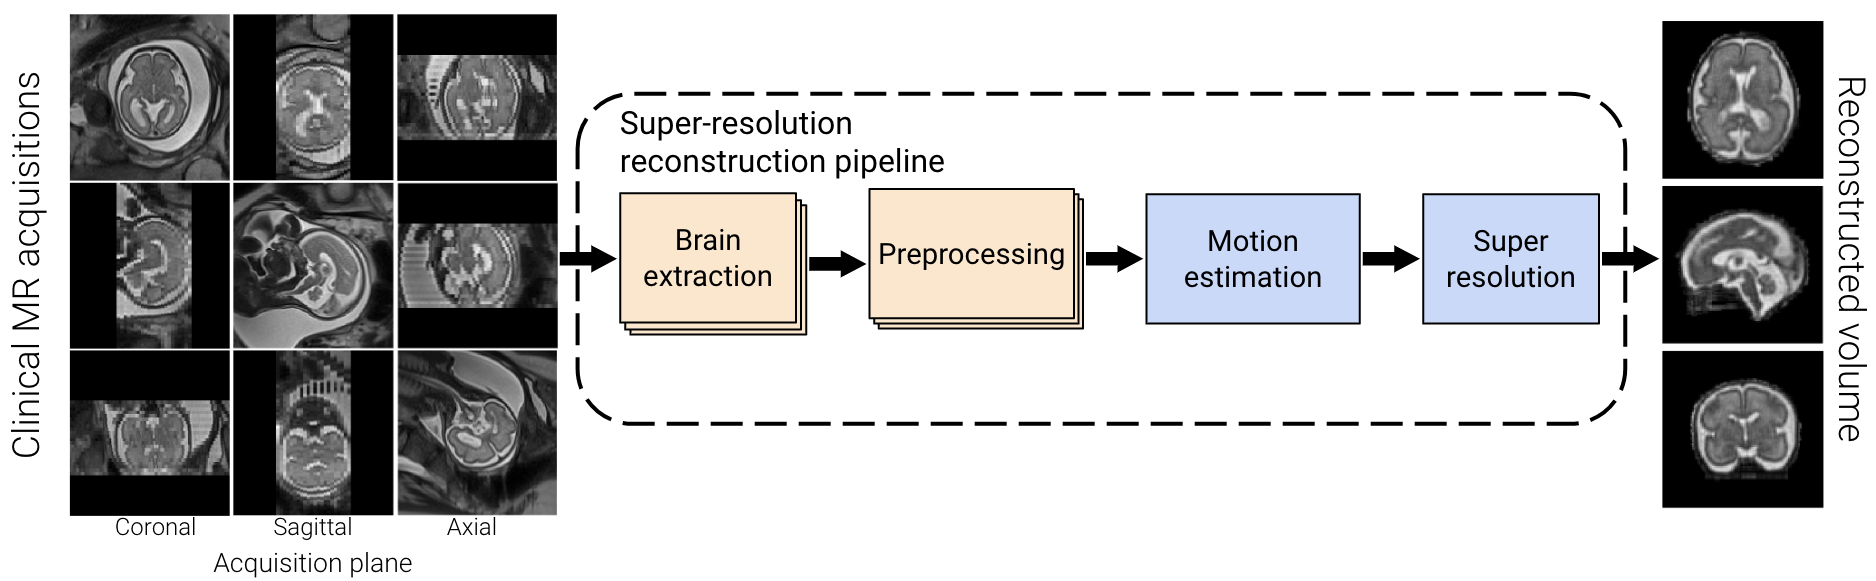 Clinical MR acquisitions
Coronal
Sagittal
Axial
Acquisition plane
Super-resolution
reconstruction pipeline
Brain
extraction
Preprocessing
Motion
estimation
Super
resolution
Reconstructed volume